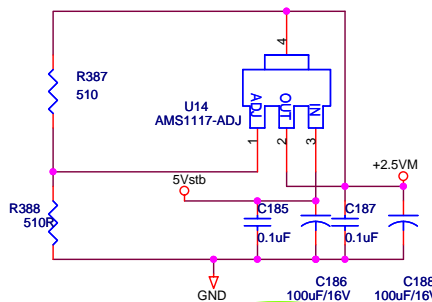 4
R387
510
U14
AMS1117-ADJ
ADJ
OUT
IN
1
2
3
+2.5VM
5Vstb
R388
510R
C185
0.1uF
C187
0.1uF
C186
100uF/16V
C188
100uF/16V
GND